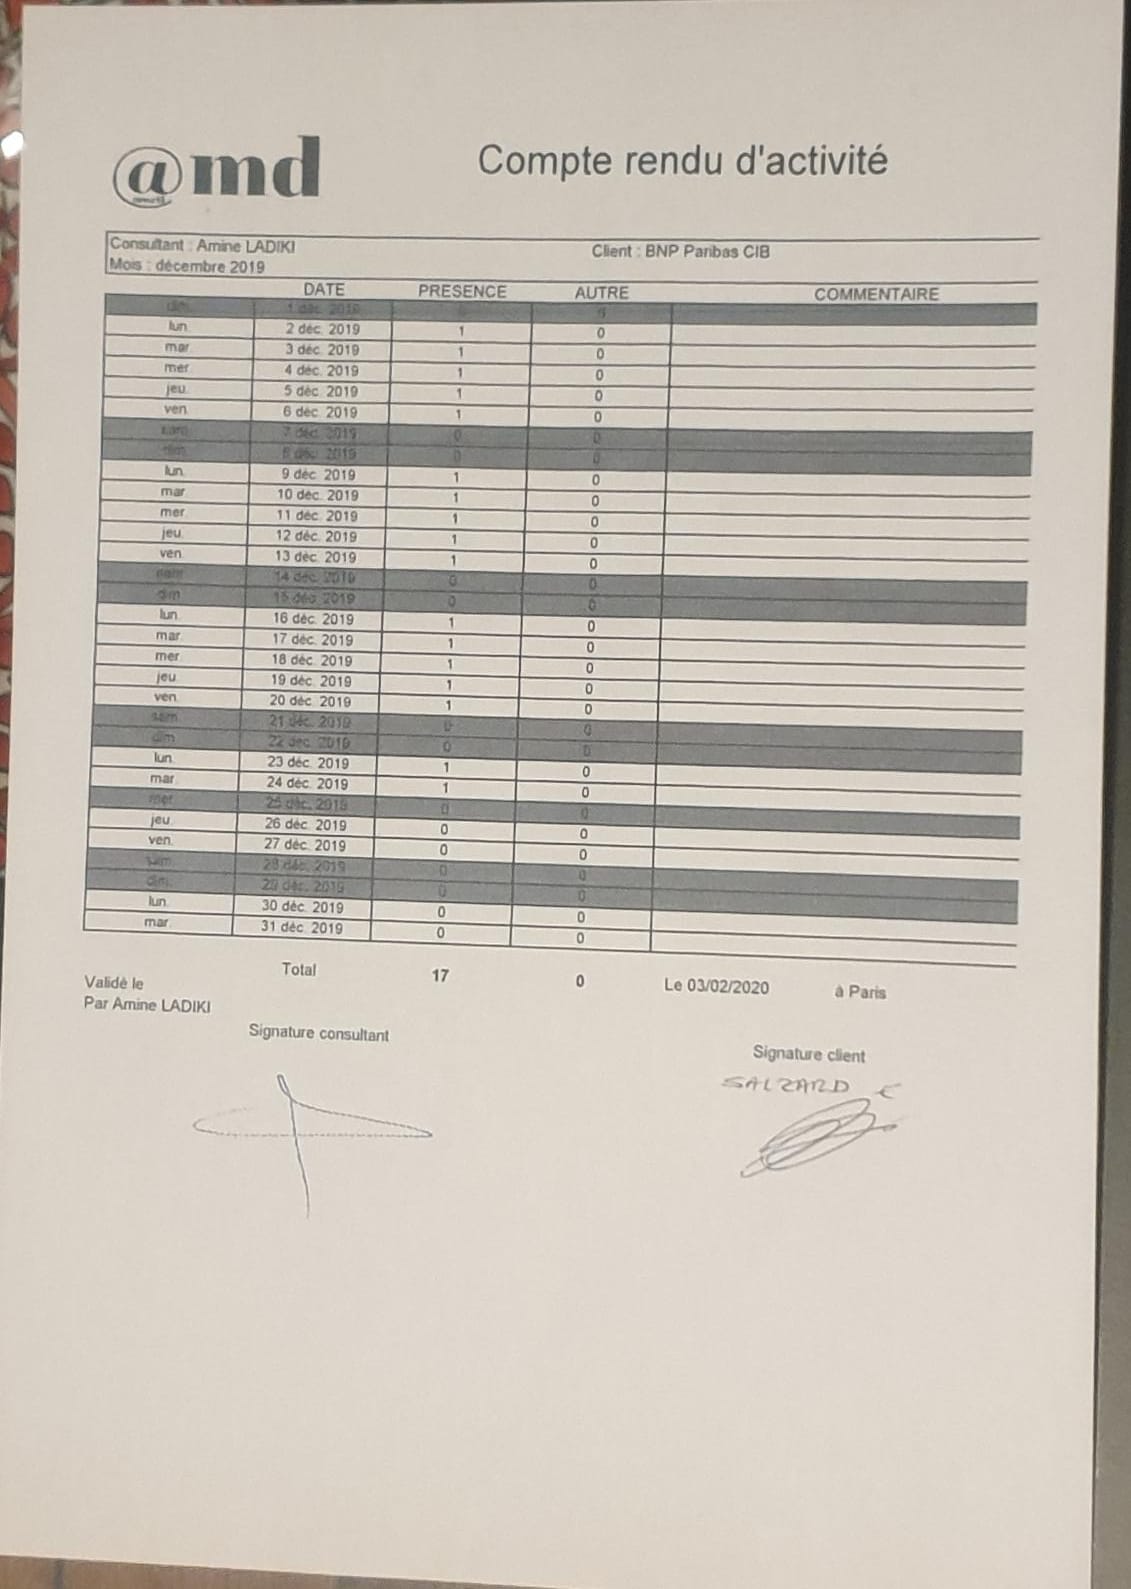 @md
Compte rendu d'activité
Consultant : Amine LADIKI Client : BNP Paribas CIB
Mois : décembre 2019
DATE PRESENCE AUTRE COMMENTAIRE
dim. 1 déc. 2019 0
lun. 2 déc. 2019 1 0
mar. 3 déc. 2019 1 0
mer. 4 déc. 2019 1 0
jeu. 5 déc. 2019 1 0
ven. 6 déc. 2019 1 0
sam. 7 déc. 2019 0 0
dim. 8 déc. 2019 0 0
lun. 9 déc. 2019 1 0
mar. 10 déc. 2019 1 0
mer. 11 déc. 2019 1 0
jeu. 12 déc. 2019 1 0
ven. 13 déc. 2019 1 0
sam. 14 déc. 2019 0 0
dim. 15 déc. 2019 0 0
lun. 16 déc. 2019 1 0
mar. 17 déc. 2019 1 0
mer. 18 déc. 2019 1 0
jeu. 19 déc. 2019 1 0
ven. 20 déc. 2019 1 0
sam. 21 déc. 2019 0 0
dim. 22 déc. 2019 0 0
lun. 23 déc. 2019 1 0
mar. 24 déc. 2019 1 0
mer. 25 déc. 2019 0 0
jeu. 26 déc. 2019 0 0
ven. 27 déc. 2019 0 0
sam. 28 déc. 2019 0 0
dim. 29 déc. 2019 0 0
lun. 30 déc. 2019 0 0
mar. 31 déc. 2019 0 0
Total 17 0 Le 03/02/2020 à Paris
Validé le
Par Amine LADIKI
Signature consultant
Signature client
SALZARD E